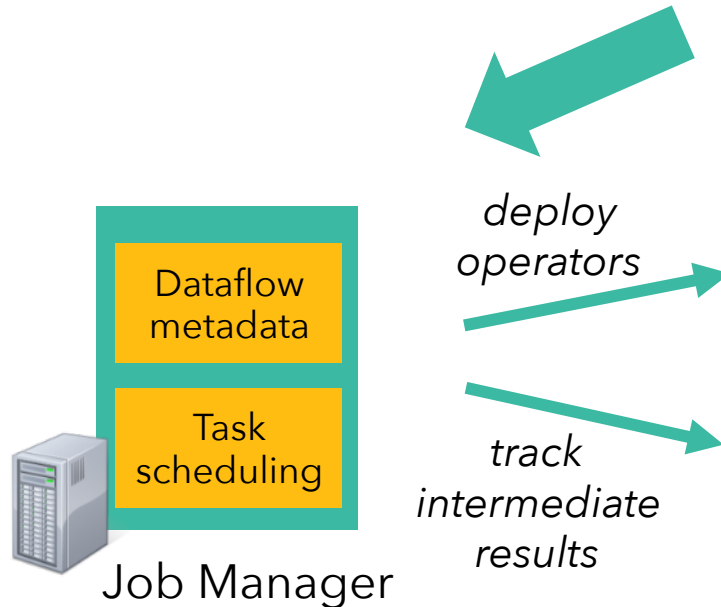 deploy
operators
Dataflow
metadata
Task
scheduling
track
intermediate
results
Job Manager